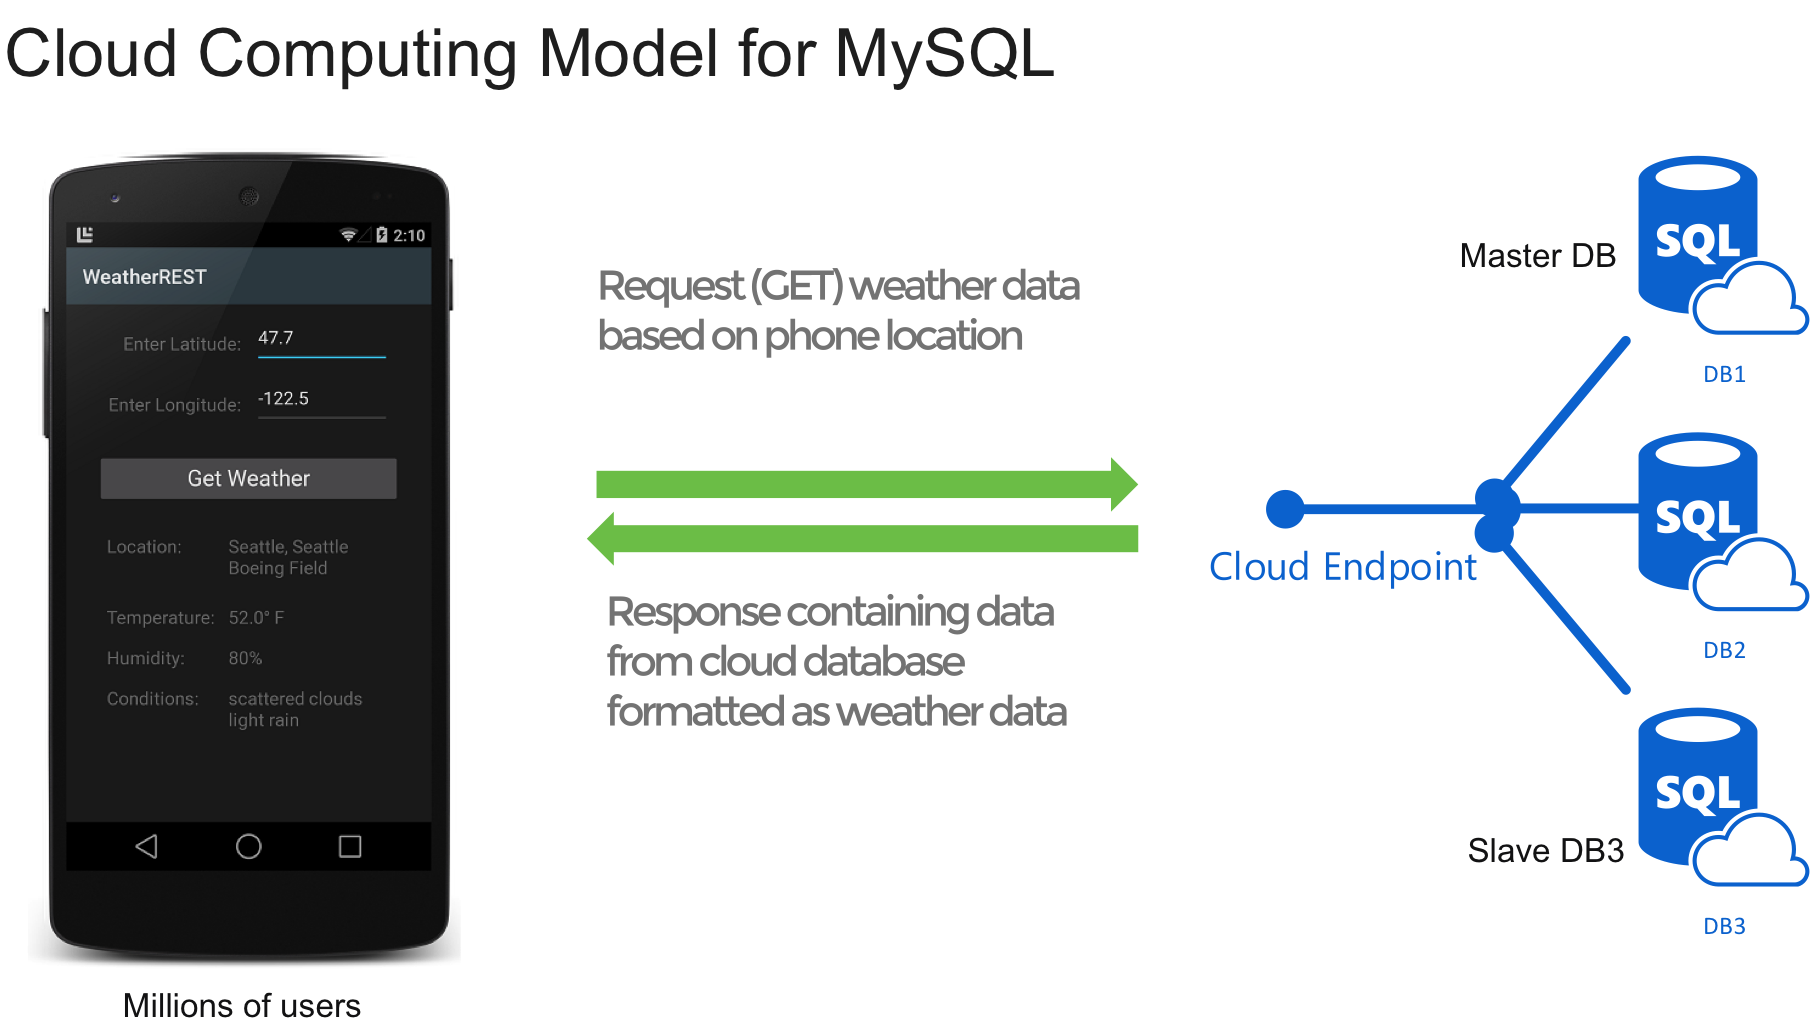 Cloud Computing Model for MySQL
2:10
WeatherREST
Enter Latitude: 47.7
Enter Longitude: -122.5
Get Weather
Location: Seattle, Seattle
Boeing Field
Temperature: 52.0° F
Humidity: 80%
Conditions: scattered clouds
light rain
Millions of users
Request (GET) weather data
based on phone location
Response containing data
from cloud database
formatted as weather data
Cloud Endpoint
Master DB
SQL
DB1
SQL
DB2
SQL
Slave DB3
DB3